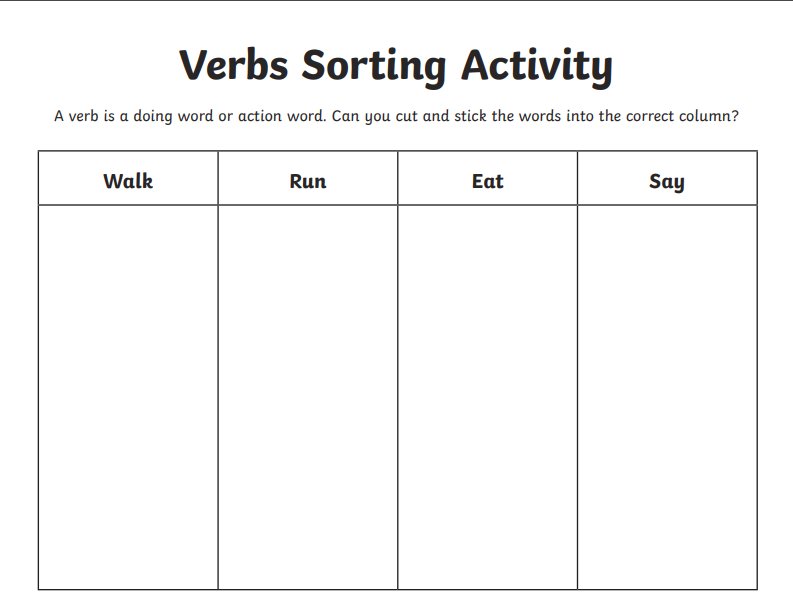 Verbs Sorting Activity
A verb is a doing word or action word. Can you cut and stick the words into the correct column?
Walk Run Eat Say